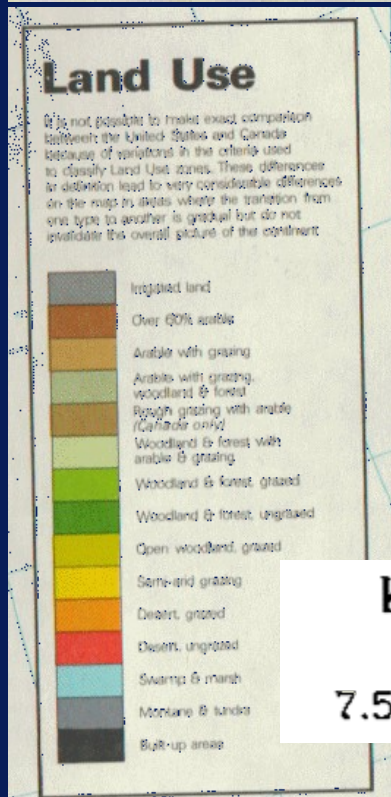 Land Use
It is not possible to make exact comparison
between the United States and Canada
because of variations in the criteria used
to classify Land Use zones. These differences
in definition lead to very considerable differences
on the map in areas where the transition from
one type to another is gradual but do not
invalidate the overall picture of the continent
Irrigated land
Over 60% arable
Arable with grazing
Arable with grazing,
woodland & forest
Rough grazing with arable
(Canada only)
Woodland & forest with
arable & grazing
Woodland & forest, grazed
Woodland & forest, ungrazed
Open woodland, grazed
Semi-arid grazing
Desert, grazed
Desert, ungrazed
Swamp & marsh
Montane & tundra
Built-up areas
7.5